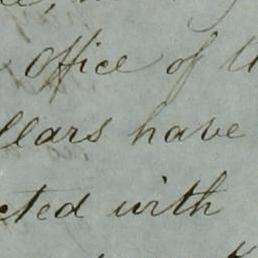 Office of
llars have
cted with